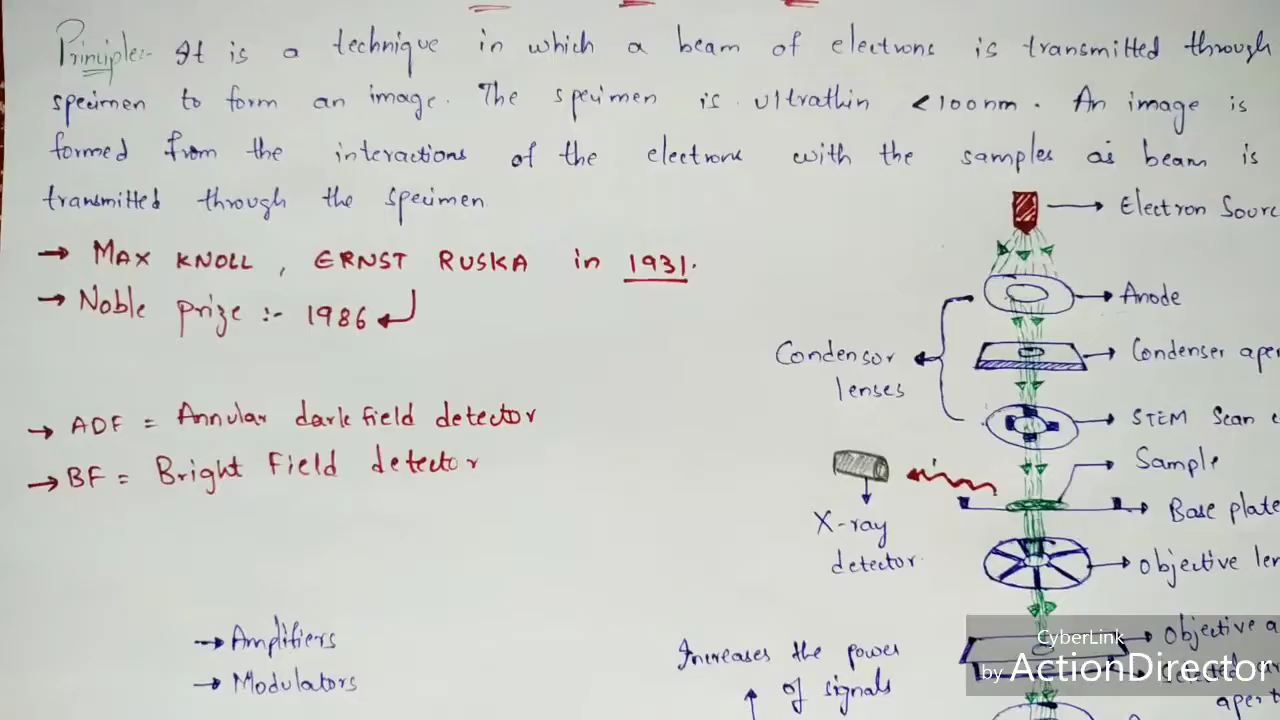 Principle:- It is a technique in which a beam of electrons is transmitted through
specimen to form an image. The specimen is ultrathin <100nm. An image is
formed from the interactions of the electrons with the samples as beam is
transmitted through the specimen
→ MAX KNOLL, ERNST RUSKA in 1931.
→ Noble prize :- 1986
→ ADF = Annular dark field detector
→ BF = Bright Field detector
→ Amplifiers
→ Modulators
Electron Sourc
Anode
Condensor
lenses
Condenser aper
STEM Scan
Sample
Base plate
X-ray
detector
Objective len
Objective a
Selected
apert
Increases the power
of signals
CyberLink
by ActionDirector